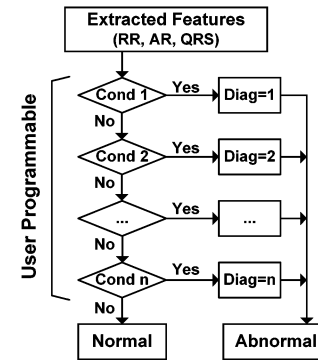 Extracted Features
(RR, AR, QRS)
User Programmable
Cond 1
Yes
Diag=1
No
Cond 2
Yes
Diag=2
No
...
Yes
...
No
Cond n
Yes
Diag=n
No
Normal
Abnormal